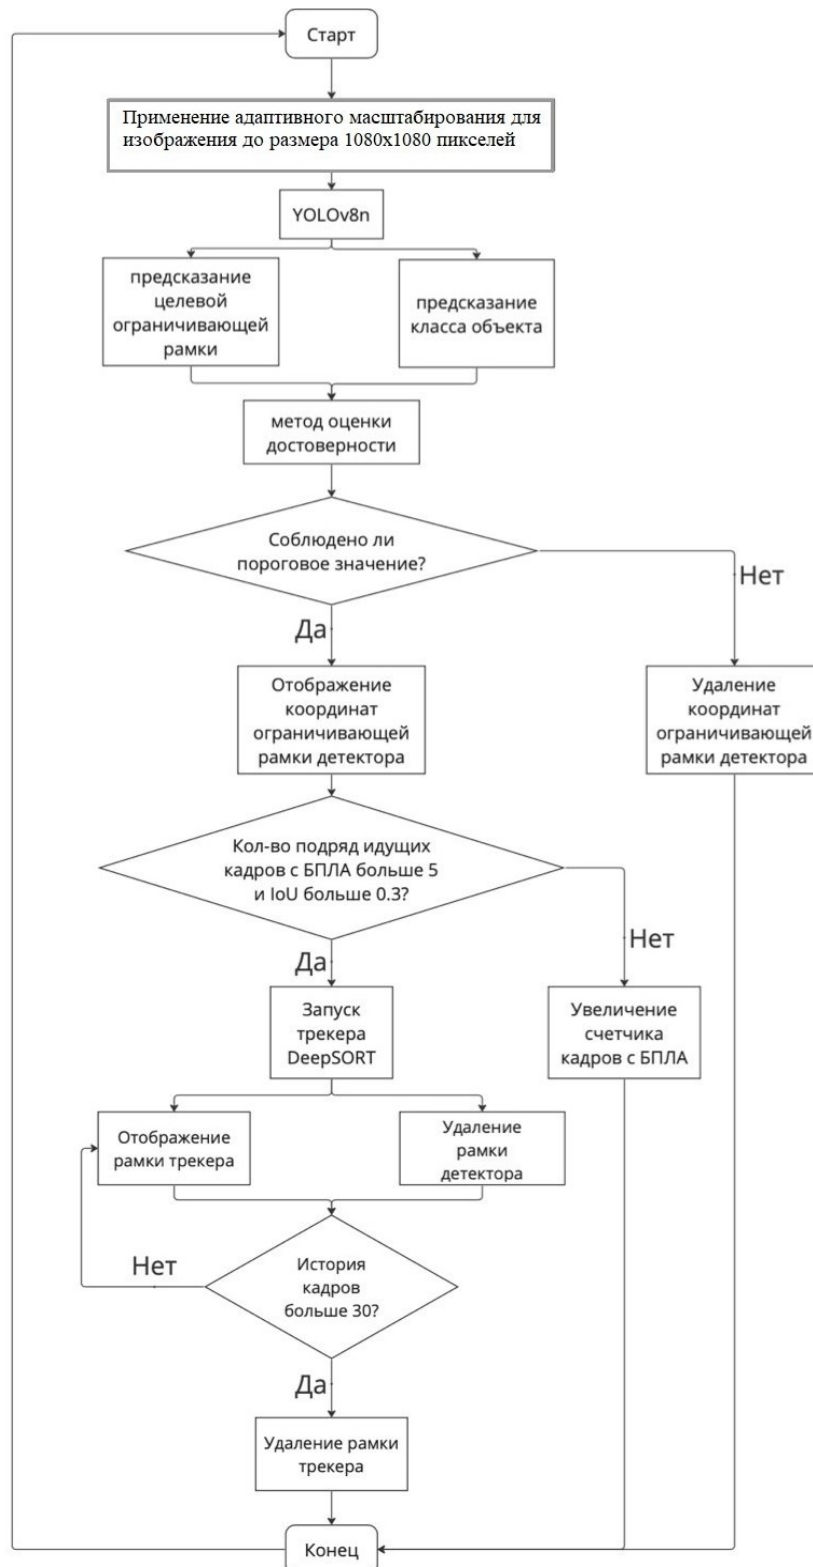 Старт
Применение адаптивного масштабирования для
изображения до размера 1080x1080 пикселей
YOLOv8n
предсказание
целевой
ограничивающей
рамки
предсказание
класса объекта
метод оценки
достоверности
Соблюдено ли
пороговое значение?
Нет
Да
Отображение
координат
ограничивающей
рамки детектора
Удаление
координат
ограничивающей
рамки детектора
Кол-во подряд идущих
кадров с БПЛА больше 5
и IoU больше 0.3?
Нет
Да
Запуск
трекера
DeepSORT
Увеличение
счетчика
кадров с БПЛА
Отображение
рамки трекера
Удаление
рамки
детектора
История
кадров
больше 30?
Нет
Да
Удаление рамки
трекера
Конец